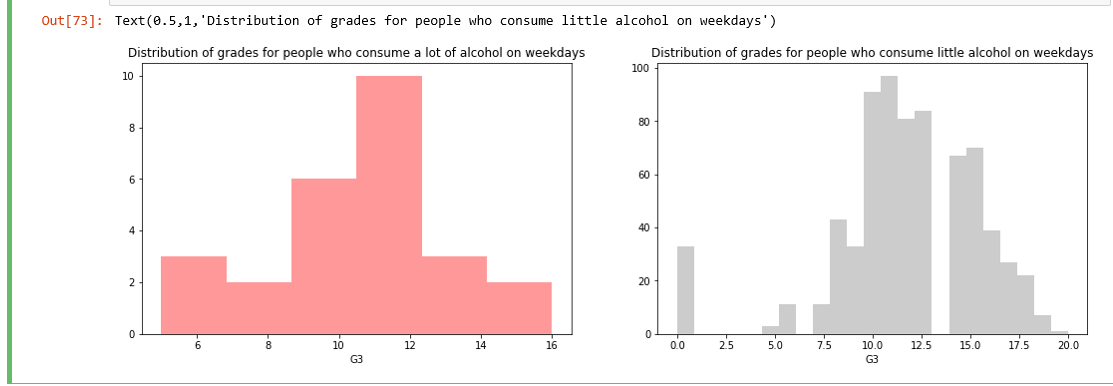 Out[73]: Text(0.5,1,'Distribution of grades for people who consume little alcohol on weekdays')
Distribution of grades for people who consume a lot of alcohol on weekdays
10
8
6
4
2
0
6 8 10 12 14 16
G3
Distribution of grades for people who consume little alcohol on weekdays
100
80
60
40
20
0
0.0 2.5 5.0 7.5 10.0 12.5 15.0 17.5 20.0
G3